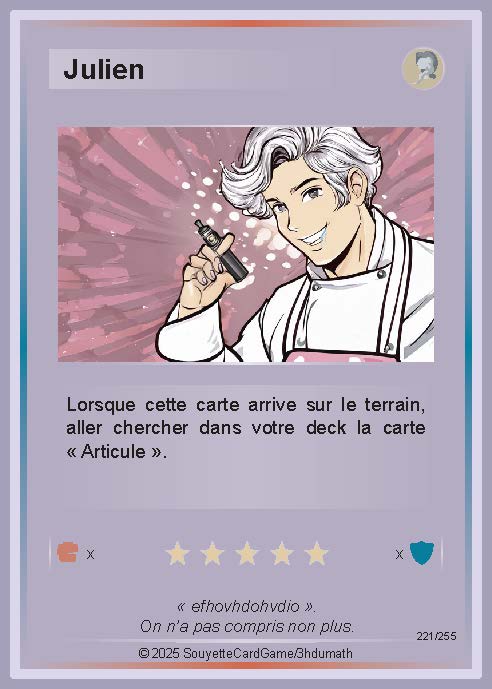 Julien
Lorsque cette carte arrive sur le terrain,
aller chercher dans votre deck la carte
« Articule ».
x
x
« efhovhdohvdio ».
On n'a pas compris non plus.
221/255
© 2025 SouyetteCardGame/3hdumath